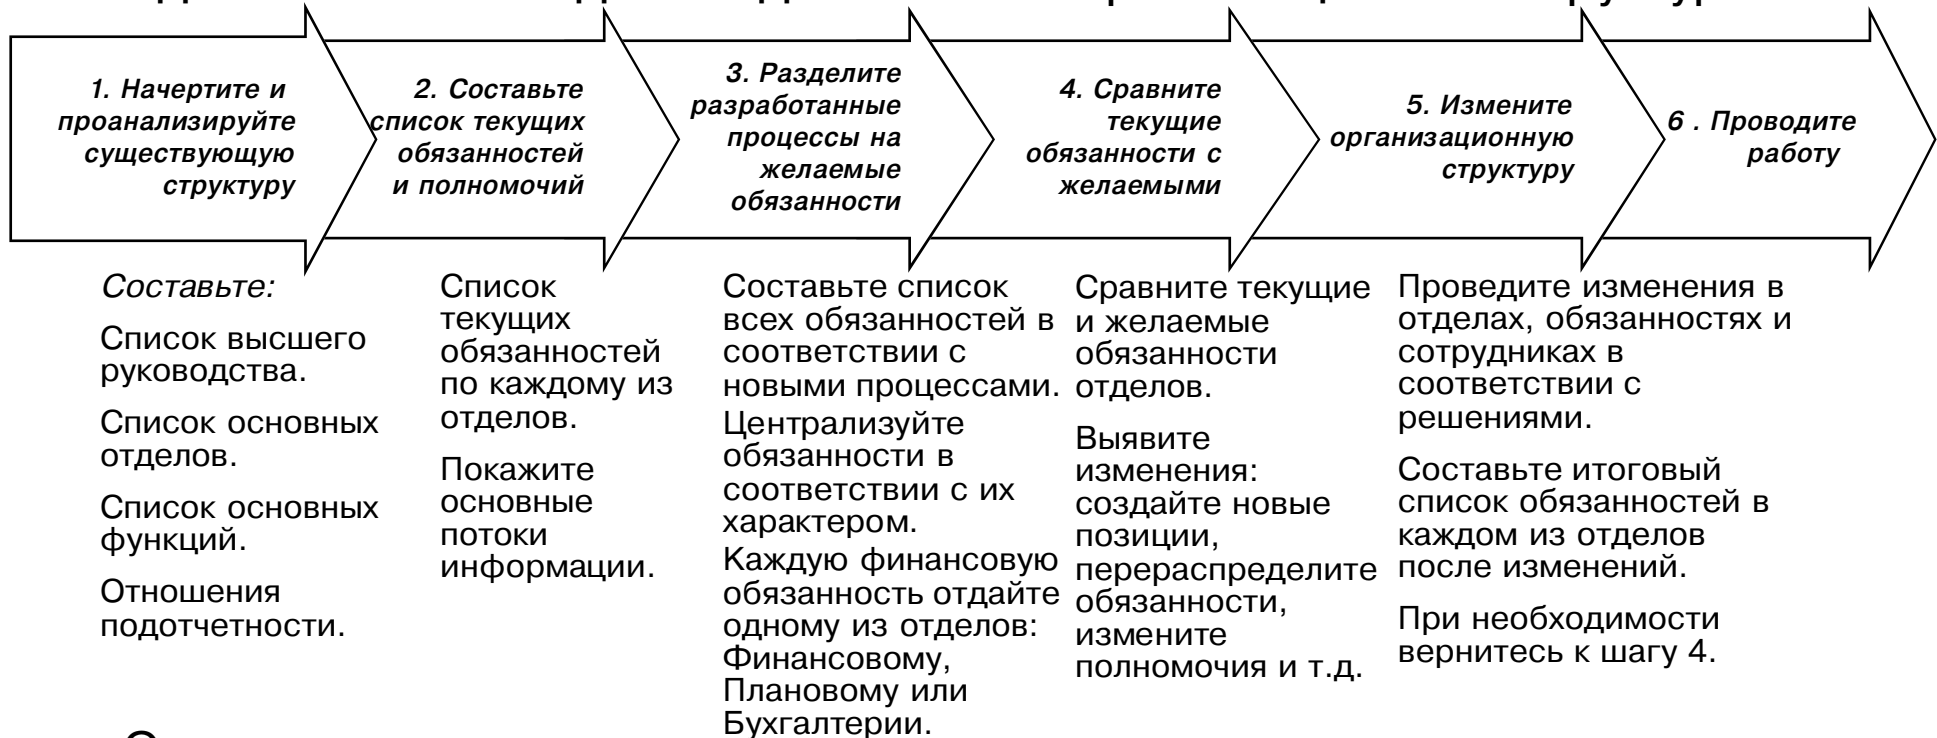 1. Начертите и
проанализируйте
существующую
структуру
2. Составьте
список текущих
обязанностей
и полномочий
3. Разделите
разработанные
процессы на
желаемые
обязанности
4. Сравните
текущие
обязанности с
желаемыми
5. Измените
организационную
структуру
6 . Проводите
работу
Составьте:
Список высшего
руководства.
Список основных
отделов.
Список основных
функций.
Отношения
подотчетности.
Список
текущих
обязанностей
по каждому из
отделов.
Покажите
основные
потоки
информации.
Составьте список
всех обязанностей в
соответствии с
новыми процессами.
Централизуйте
обязанности в
соответствии с их
характером.
Каждую финансовую
обязанность отдайте
одному из отделов:
Финансовому,
Плановому или
Бухгалтерии.
Сравните текущие
и желаемые
обязанности
отделов.
Выявите
изменения:
создайте новые
позиции,
перераспределите
обязанности,
измените
полномочия и т.д.
Проведите изменения в
отделах, обязанностях и
сотрудниках в
соответствии с
решениями.
Составьте итоговый
список обязанностей в
каждом из отделов
после изменений.
При необходимости
вернитесь к шагу 4.